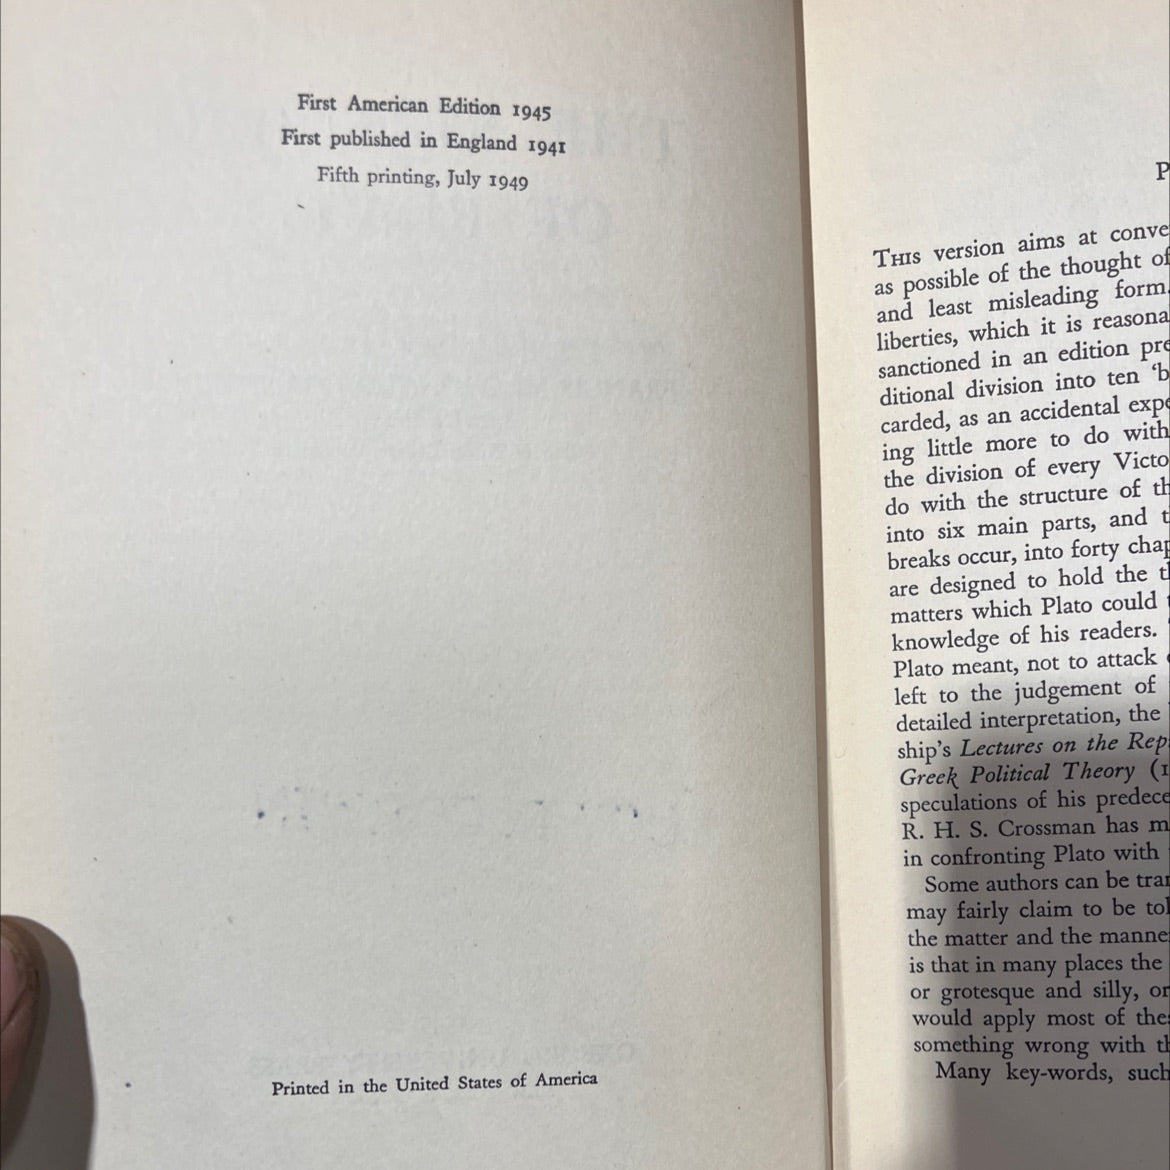 First American Edition 1945
First published in England 1941
Fifth printing, July 1949
Printed in the United States of America
THIS version aims at conve
as possible of the thought of
and least misleading form.
liberties, which it is reasona
sanctioned in an edition pre
ditional division into ten ‘b
carded, as an accidental expe
ing little more to do with
the division of every Victo
do with the structure of th
into six main parts, and t
breaks occur, into forty chap
are designed to hold the th
matters which Plato could
knowledge of his readers.
Plato meant, not to attack
left to the judgement of
detailed interpretation, the
ship's Lectures on the Rep
Greek Political Theory (1
speculations of his predece
R. H. S. Crossman has m
in confronting Plato with
Some authors can be tran
may fairly claim to be tol
the matter and the manne
is that in many places the
or grotesque and silly, or
would apply most of the
something wrong with th
Many key-words, such